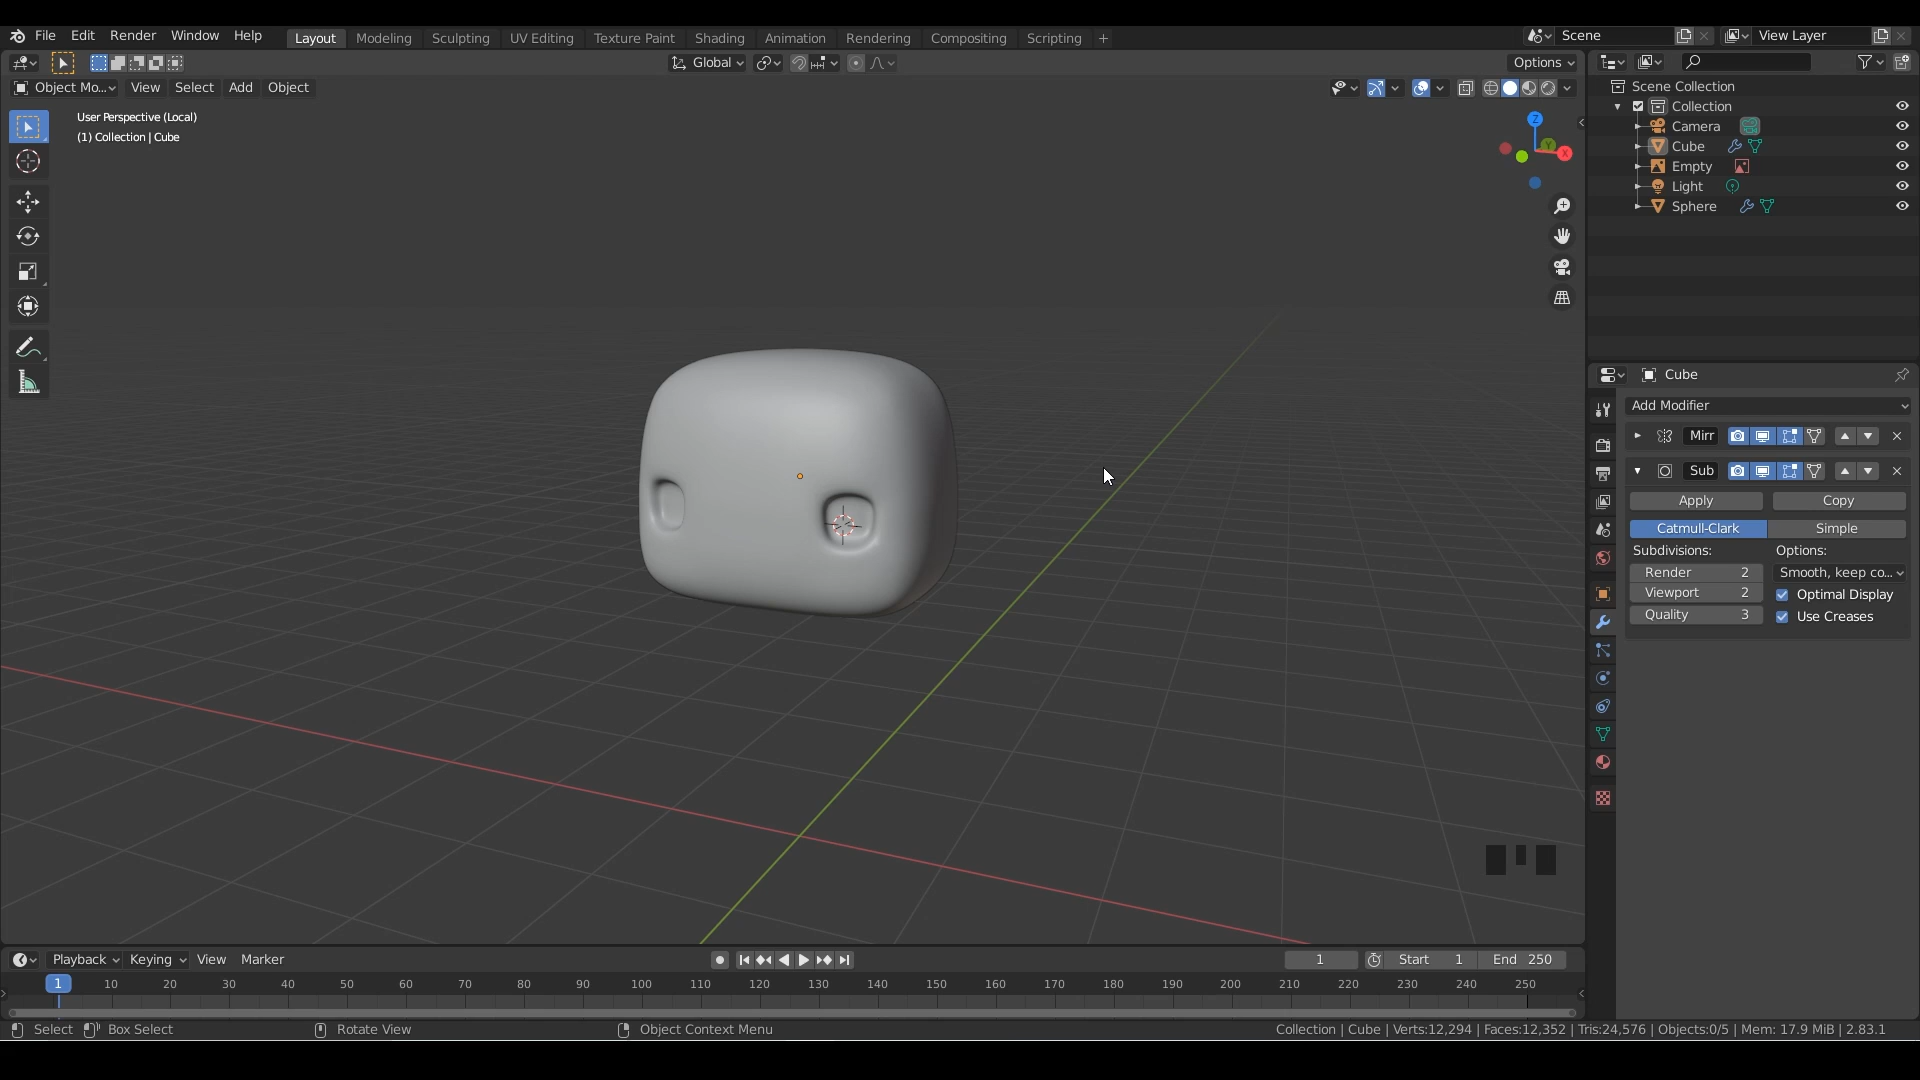 File Edit Render Window Help Layout Modeling Sculpting UV Editing Texture Paint Shading Animation Rendering Compositing Scripting + Scene View Layer
Global Options
Object Mo... View Select Add Object
User Perspective (Local)
(1) Collection | Cube
Z
Y
X
Scene Collection
Collection
Camera
Cube
Empty
Light
Sphere
Cube
Add Modifier
Mirr
Sub
Apply Copy
Catmull-Clark Simple
Subdivisions: Options:
Render 2 Smooth, keep co...
Viewport 2 Optimal Display
Quality 3 Use Creases
Playback Keying View Marker 1 Start 1 End 250
1 10 20 30 40 50 60 70 80 90 100 110 120 130 140 150 160 170 180 190 200 210 220 230 240 250
Select Box Select Rotate View Object Context Menu Collection | Cube | Verts:12,294 | Faces:12,352 | Tris:24,576 | Objects:0/5 | Mem: 17.9 MiB | 2.83.1